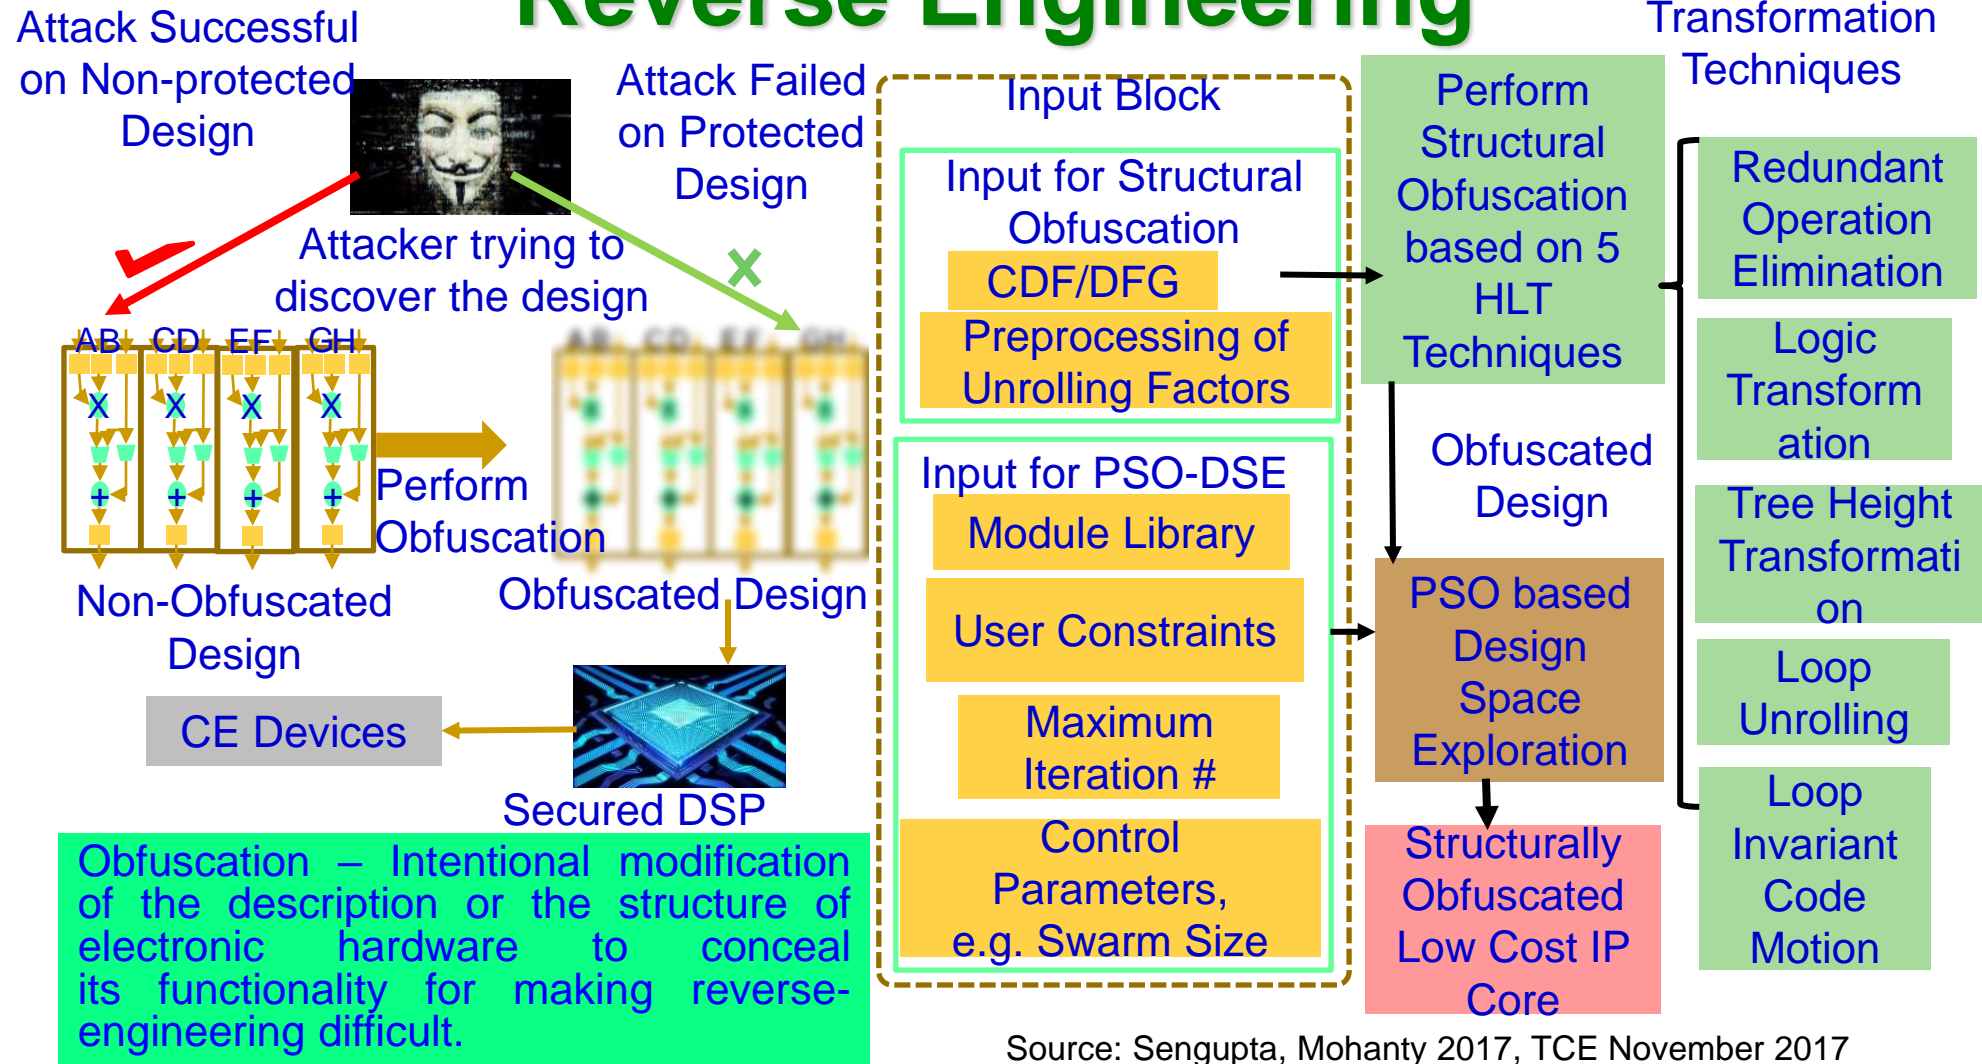 Reverse Engineering
Attack Successful
on Non-protected
Design
Attack Failed
on Protected
Design
Attacker trying to
discover the design
AB CD EF GH
X X X X
+ + + +
Perform
Obfuscation
AB CD EF GH
Non-Obfuscated
Design
Obfuscated Design
CE Devices
Secured DSP
Obfuscation – Intentional modification
of the description or the structure of
electronic hardware to conceal
its functionality for making reverse-
engineering difficult.
Input Block
Input for Structural
Obfuscation
CDF/DFG
Preprocessing of
Unrolling Factors
Input for PSO-DSE
Module Library
User Constraints
Maximum
Iteration #
Control
Parameters,
e.g. Swarm Size
Perform
Structural
Obfuscation
based on 5
HLT
Techniques
Obfuscated
Design
PSO based
Design
Space
Exploration
Structurally
Obfuscated
Low Cost IP
Core
Transformation
Techniques
Redundant
Operation
Elimination
Logic
Transform
ation
Tree Height
Transformati
on
Loop
Unrolling
Loop
Invariant
Code
Motion
Source: Sengupta, Mohanty 2017, TCE November 2017